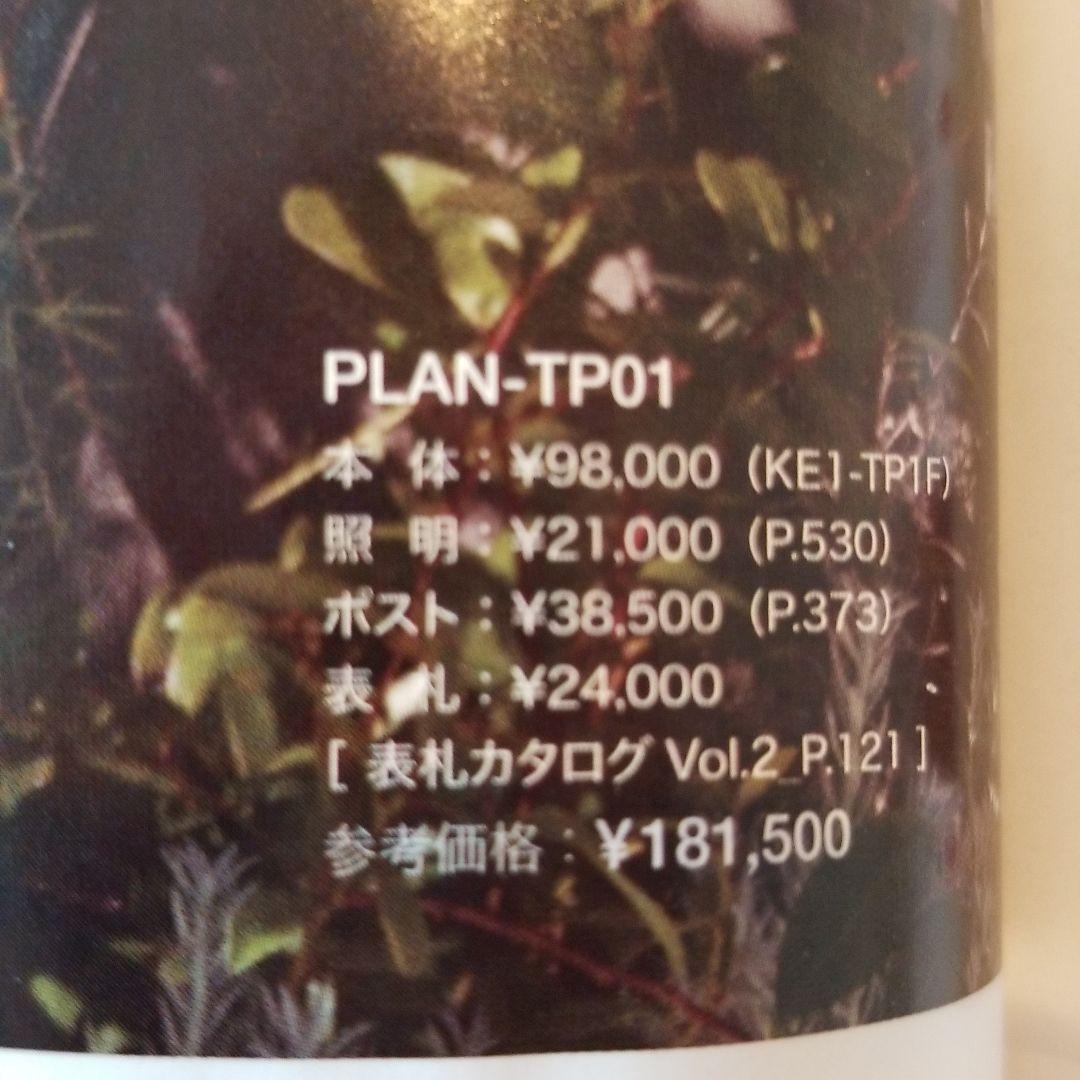 PLAN-TP01
本 体：¥98,000（KE1-TP1F）
照 明：¥21,000（P.530）
ポスト：¥38,500（P.373）
表 札：¥24,000
[ 表札カタログ Vol.2_P.121 ]
参考価格：¥181,500